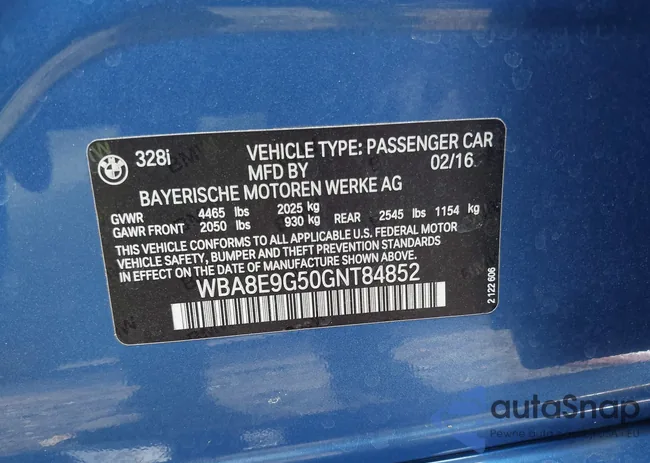 328i VEHICLE TYPE: PASSENGER CAR
MFD BY 02/16
BAYERISCHE MOTOREN WERKE AG
GVWR 4465 lbs 2025 kg
GAWR FRONT 2050 lbs 930 kg REAR 2545 lbs 1154 kg
THIS VEHICLE CONFORMS TO ALL APPLICABLE U.S. FEDERAL MOTOR
VEHICLE SAFETY, BUMPER AND THEFT PREVENTION STANDARDS
IN EFFECT ON THE DATE OF MANUFACTURE SHOWN ABOVE.
WBA8E9G50GNT84852
2 122 606
autoSnap
Pewne auta